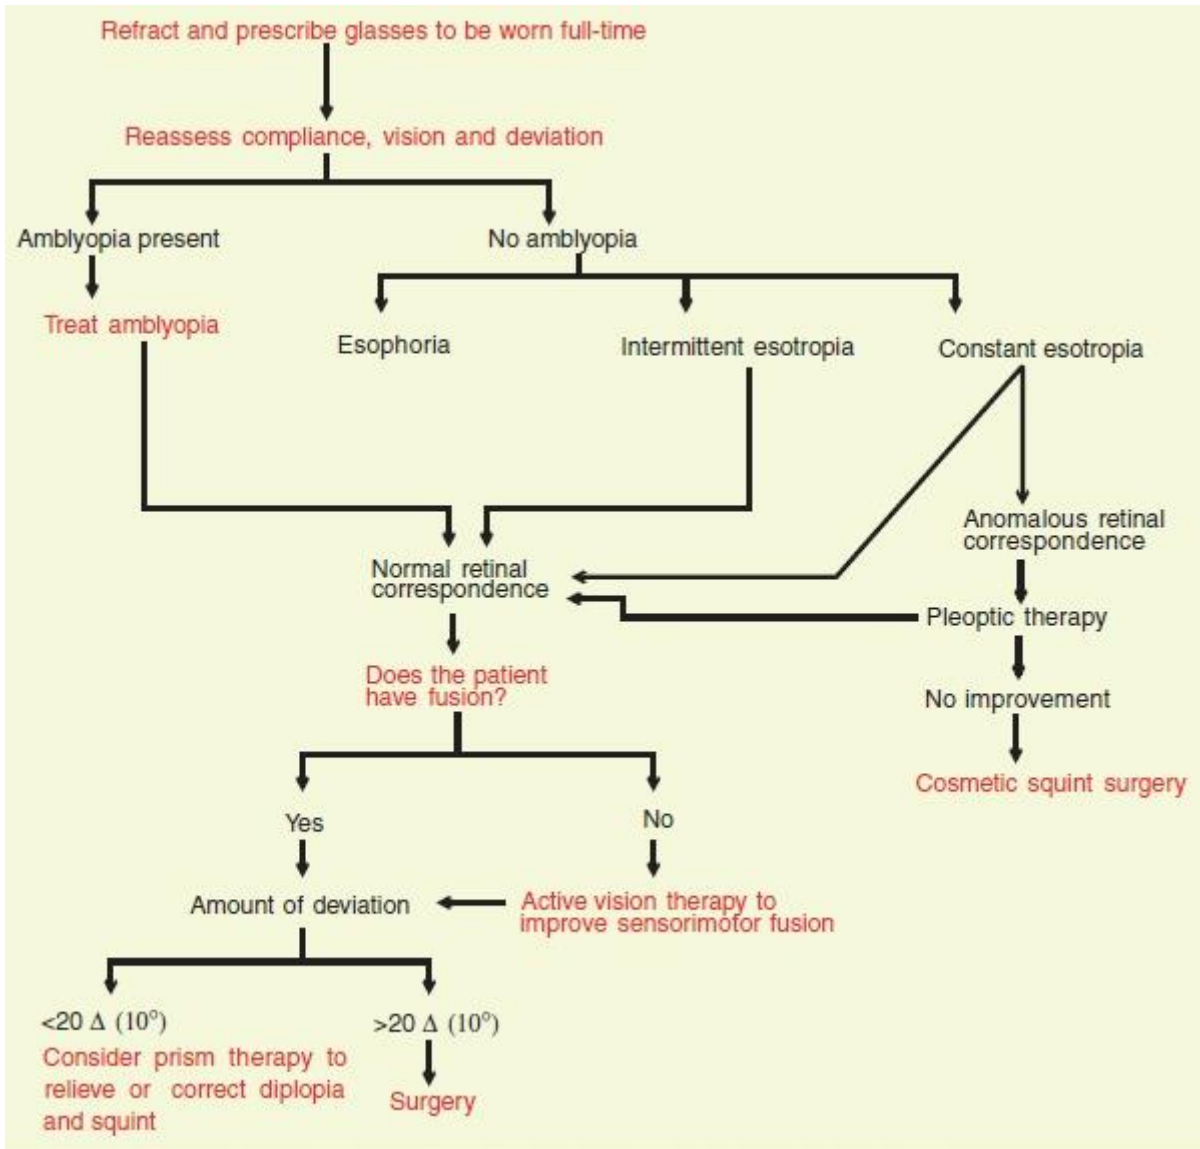 Refract and prescribe glasses to be worn full-time
Reassess compliance, vision and deviation
Amblyopia present
No amblyopia
Treat amblyopia
Esophoria
Intermittent esotropia
Constant esotropia
Anomalous retinal
correspondence
Normal retinal
correspondence
Pleoptic therapy
Does the patient
have fusion?
No improvement
Cosmetic squint surgery
Yes
No
Amount of deviation
Active vision therapy to
improve sensorimotor fusion
<20 Δ (10°)
>20 Δ (10°)
Consider prism therapy to
relieve or correct diplopia
and squint
Surgery